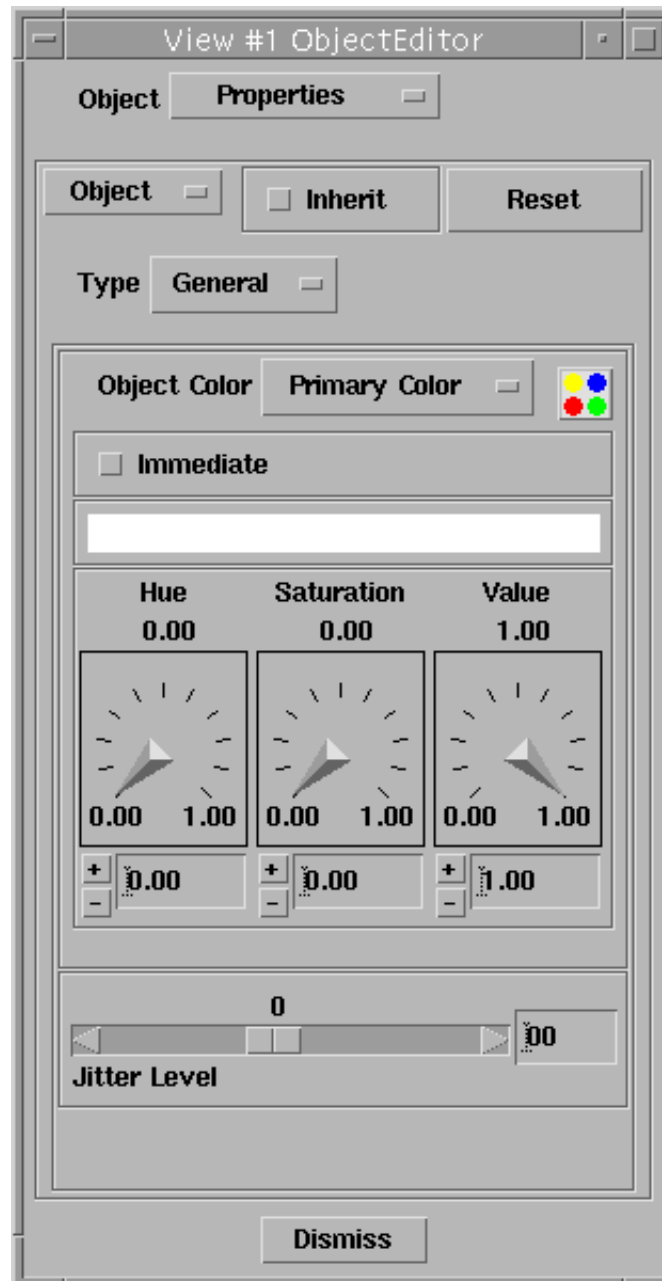 View #1 ObjectEditor
Object Properties
Object Inherit Reset
Type General
Object Color Primary Color
Immediate
Hue Saturation Value
0.00 0.00 1.00
0.00 1.00 0.00 1.00 0.00 1.00
+ 0.00 + 0.00 + 1.00
- - -
0
00
Jitter Level
Dismiss